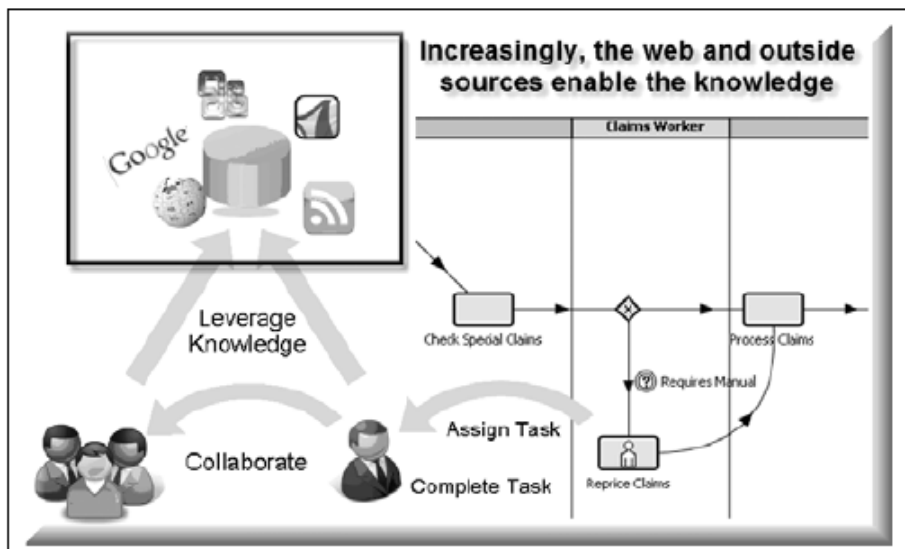 Increasingly, the web and outside
sources enable the knowledge
Google
Claims Worker
Check Special Claims
Process Claims
Requires Manual
Reprice Claims
Leverage
Knowledge
Assign Task
Collaborate
Complete Task